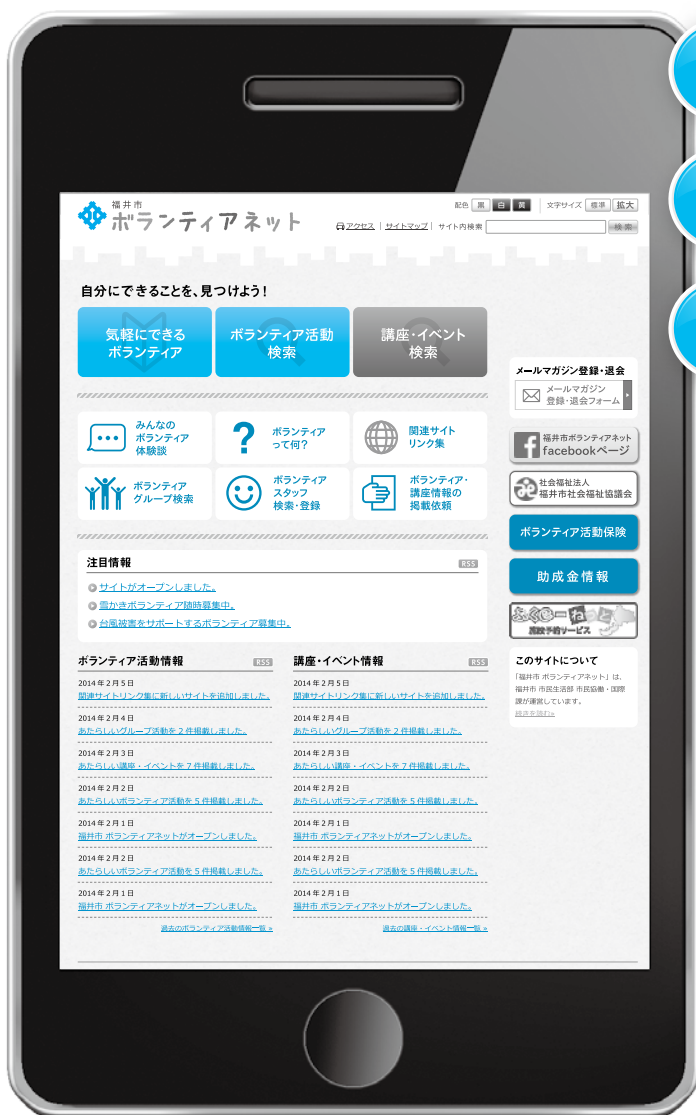 福井市
ボランティアネット
配色 黒 白 黄 文字サイズ 標準 拡大
アクセス | サイトマップ | サイト内検索 検索
自分にできることを、見つけよう!
気軽にできる
ボランティア
ボランティア活動
検索
講座・イベント
検索
みんなの
ボランティア
体験談
ボランティア
って何?
関連サイト
リンク集
ボランティア
グループ検索
ボランティア
スタッフ
検索・登録
ボランティア・
講座情報の
掲載依頼
注目情報 RSS
サイトがオープンしました。
雪かきボランティア随時募集中。
台風被害をサポートするボランティア募集中。
ボランティア活動情報 RSS
2014年2月5日
関連サイトリンク集に新しいサイトを追加しました。
2014年2月4日
あたらしいグループ活動を2件掲載しました。
2014年2月3日
あたらしい講座・イベントを7件掲載しました。
2014年2月2日
あたらしいボランティア活動を5件掲載しました。
2014年2月1日
福井市 ボランティアネットがオープンしました。
2014年2月2日
あたらしいボランティア活動を5件掲載しました。
2014年2月1日
福井市 ボランティアネットがオープンしました。
過去のボランティア活動情報一覧 »
講座・イベント情報 RSS
2014年2月5日
関連サイトリンク集に新しいサイトを追加しました。
2014年2月4日
あたらしいグループ活動を2件掲載しました。
2014年2月3日
あたらしい講座・イベントを7件掲載しました。
2014年2月2日
あたらしいボランティア活動を5件掲載しました。
2014年2月1日
福井市 ボランティアネットがオープンしました。
2014年2月2日
あたらしいボランティア活動を5件掲載しました。
2014年2月1日
福井市 ボランティアネットがオープンしました。
過去の講座・イベント情報一覧 »
メールマガジン登録・退会
メールマガジン
登録・退会フォーム
福井市ボランティアネット
facebookページ
社会福祉法人
福井市社会福祉協議会
ボランティア活動保険
助成金情報
ふくe-ねっと
施設予約サービス
このサイトについて
「福井市 ボランティアネット」は、
福井市 市民生活部 市民協働・国際
課が運営しています。
続きを読む»